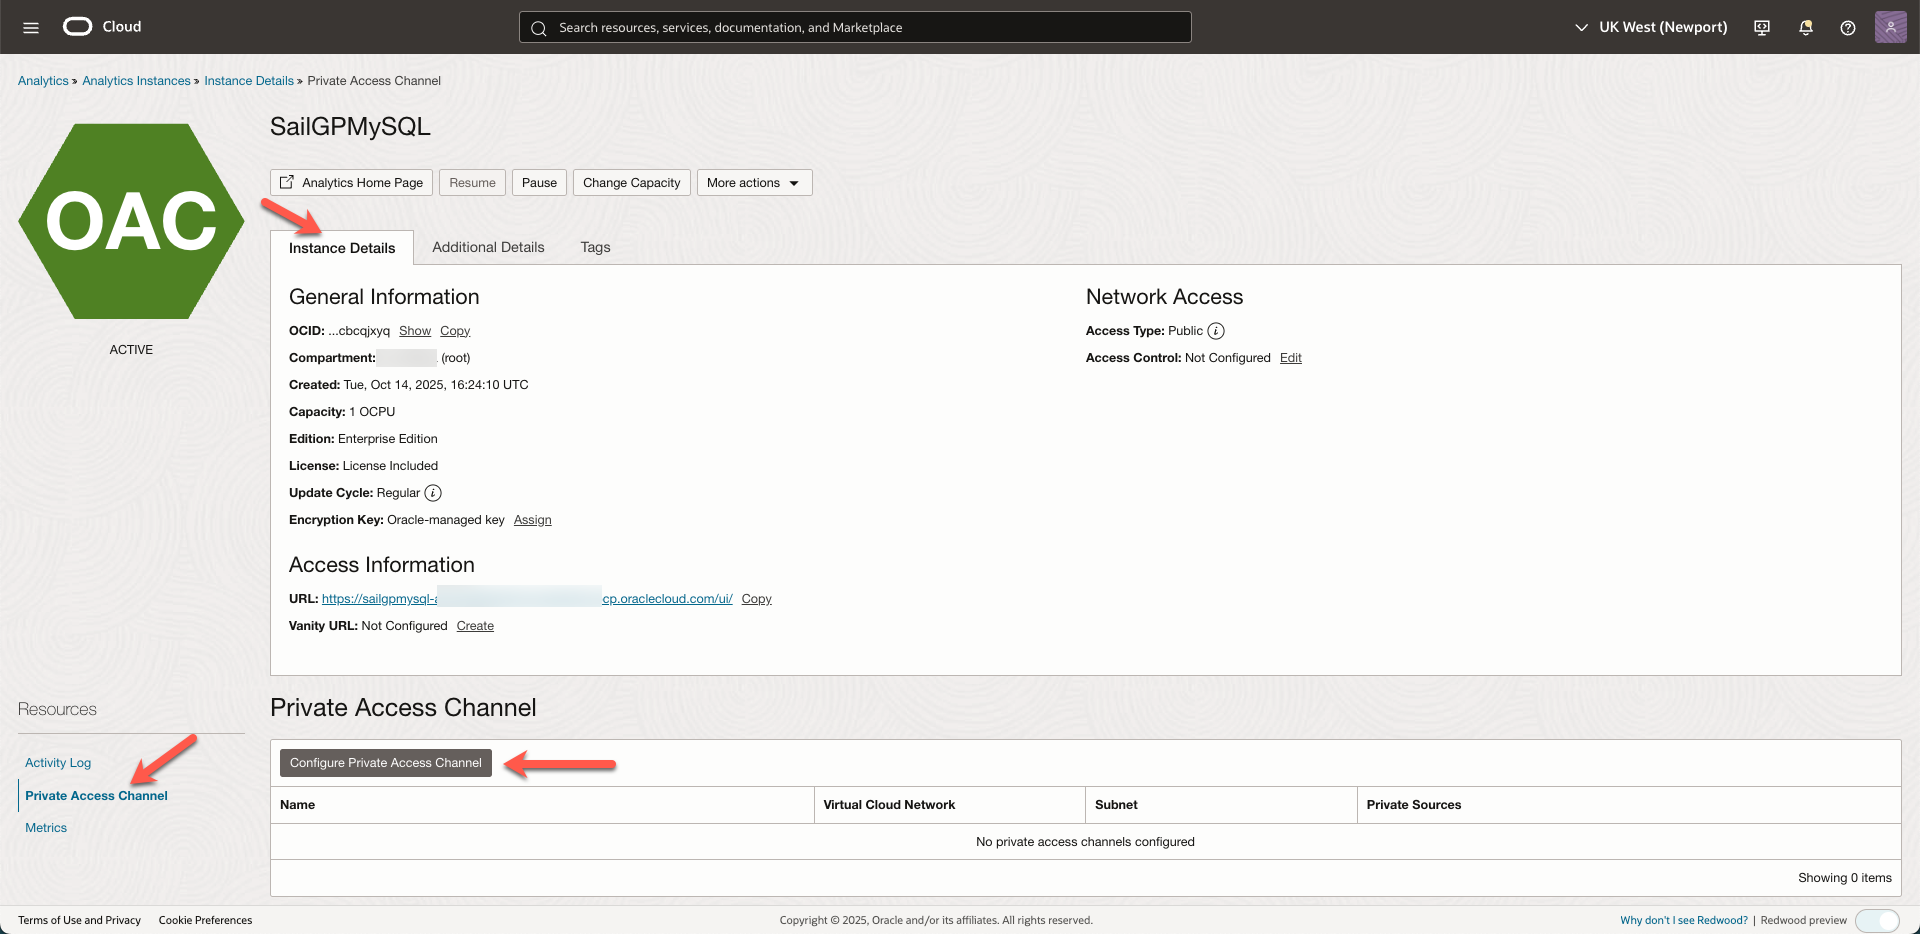 Cloud
Search resources, services, documentation, and Marketplace
UK West (Newport)
Analytics » Analytics Instances » Instance Details » Private Access Channel
OAC
ACTIVE
SailGPMySQL
Analytics Home Page Resume Pause Change Capacity More actions
Instance Details Additional Details Tags
General Information
OCID: ...cbcqjxyq Show Copy
Compartment: (root)
Created: Tue, Oct 14, 2025, 16:24:10 UTC
Capacity: 1 OCPU
Edition: Enterprise Edition
License: License Included
Update Cycle: Regular
Encryption Key: Oracle-managed key Assign
Access Information
URL: https://sailgpmysql- cp.oraclecloud.com/ui/ Copy
Vanity URL: Not Configured Create
Network Access
Access Type: Public
Access Control: Not Configured Edit
Resources
Activity Log
Private Access Channel
Metrics
Private Access Channel
Configure Private Access Channel
Name Virtual Cloud Network Subnet Private Sources
No private access channels configured
Showing 0 items
Terms of Use and Privacy Cookie Preferences
Copyright © 2025, Oracle and/or its affiliates. All rights reserved.
Why don't I see Redwood? | Redwood preview